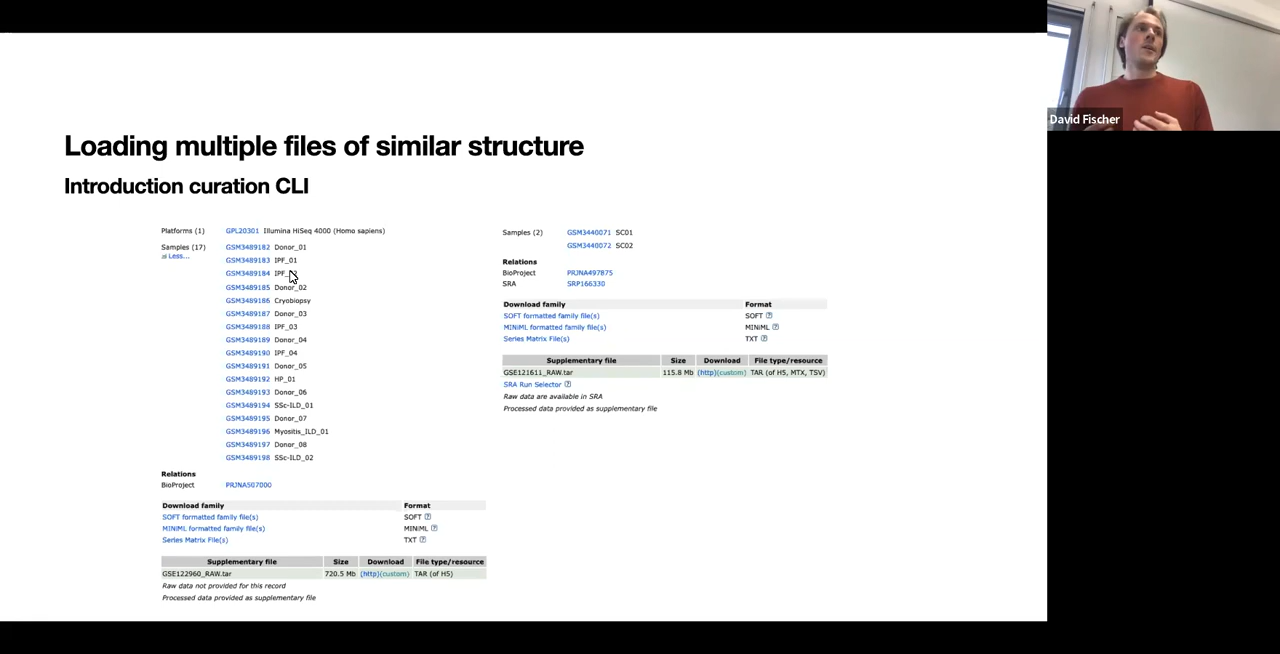 David Fischer
Loading multiple files of similar structure
Introduction curation CLI
Platforms (1) GPL20301 Illumina HiSeq 4000 (Homo sapiens)
Samples (17) GSM3489182 Donor_01
Less...
GSM3489183 IPF_01
GSM3489184 IPF_
GSM3489185 Donor_02
GSM3489186 Cryobiopsy
GSM3489187 Donor_03
GSM3489188 IPF_03
GSM3489189 Donor_04
GSM3489190 IPF_04
GSM3489191 Donor_05
GSM3489192 HP_01
GSM3489193 Donor_06
GSM3489194 SSc-ILD_01
GSM3489195 Donor_07
GSM3489196 Myositis_ILD_01
GSM3489197 Donor_08
GSM3489198 SSc-ILD_02
Relations
BioProject PRJNA507000
Download family Format
SOFT formatted family file(s) SOFT ?
MINiML formatted family file(s) MINiML ?
Series Matrix File(s) TXT ?
Supplementary file Size Download File type/resource
GSE122960_RAW.tar 720.5 Mb (http)(custom) TAR (of H5)
Raw data not provided for this record
Processed data provided as supplementary file
Samples (2) GSM3440071 SC01
GSM3440072 SC02
Relations
BioProject PRJNA497875
SRA SRP166330
Download family Format
SOFT formatted family file(s) SOFT ?
MINiML formatted family file(s) MINiML ?
Series Matrix File(s) TXT ?
Supplementary file Size Download File type/resource
GSE121611_RAW.tar 115.8 Mb (http)(custom) TAR (of H5, MTX, TSV)
SRA Run Selector ?
Raw data are available in SRA
Processed data provided as supplementary file